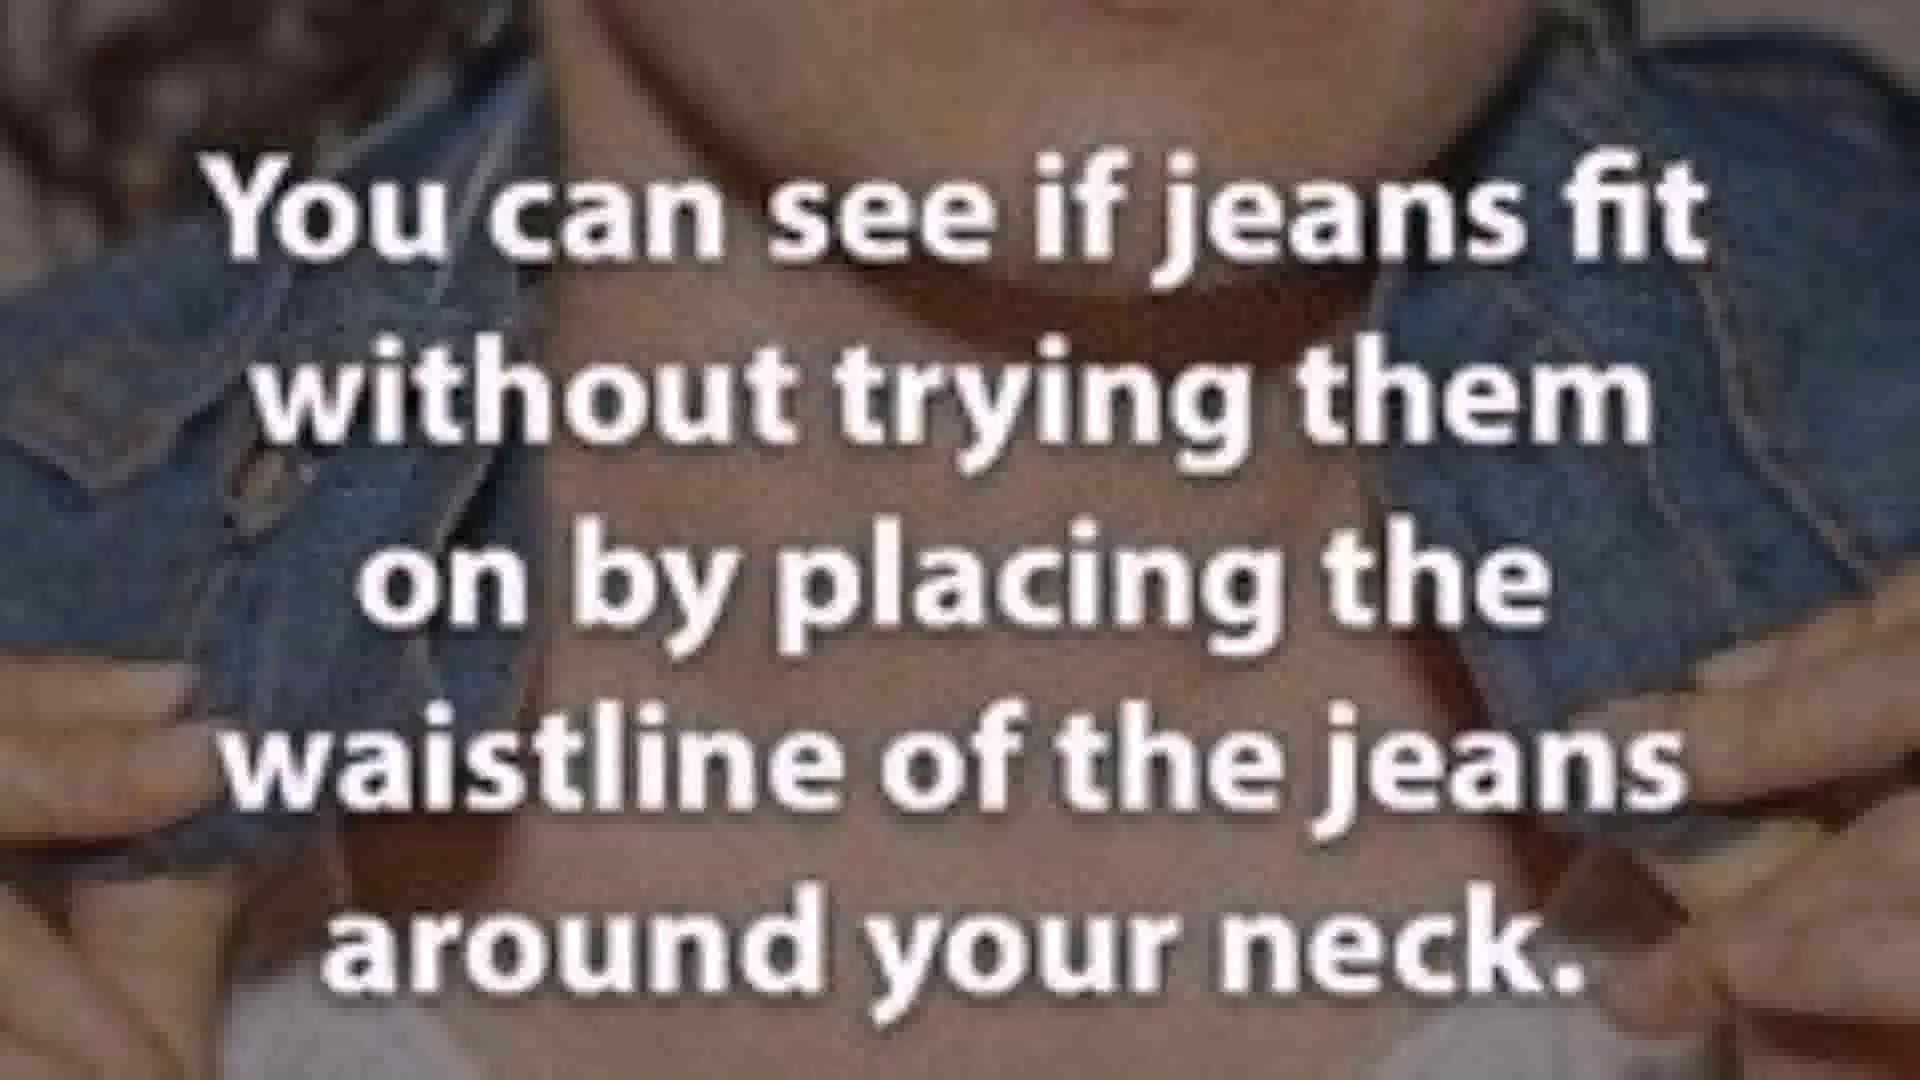 You can see if jeans fit
without trying them
on by placing the
waistline of the jeans
around your neck.